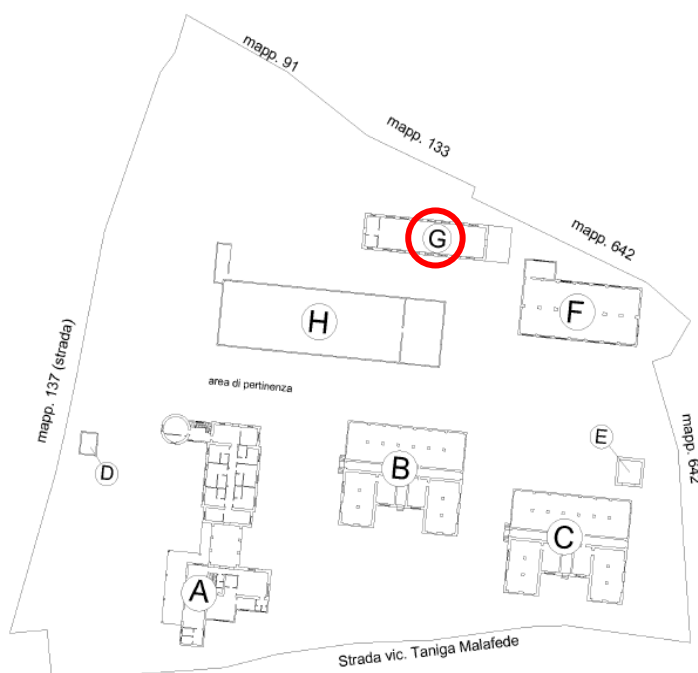 mapp. 91
mapp. 133
mapp. 642
G
F
H
mapp. 137 (strada)
area di pertinenza
mapp. 642
E
B
D
C
A
Strada vic. Taniga Malafede